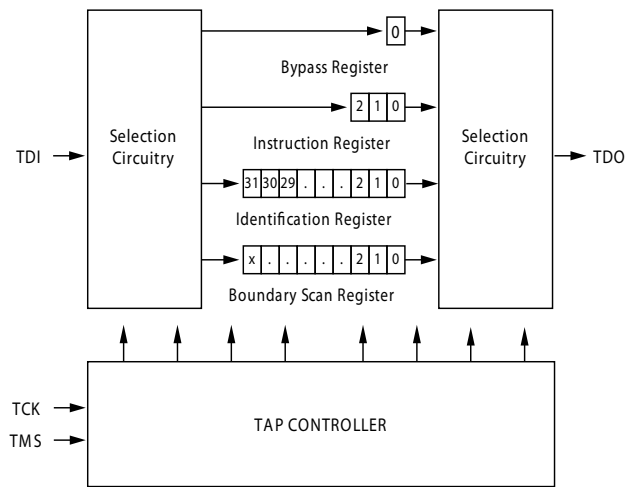 0
Bypass Register
2 1 0
Selection
Circuitry
Selection
Circuitry
TDI
TDO
Instruction Register
31 30 29 . . . 2 1 0
Identification Register
x . . . . . 2 1 0
Boundary Scan Register
TCK
TMS
TAP CONTROLLER